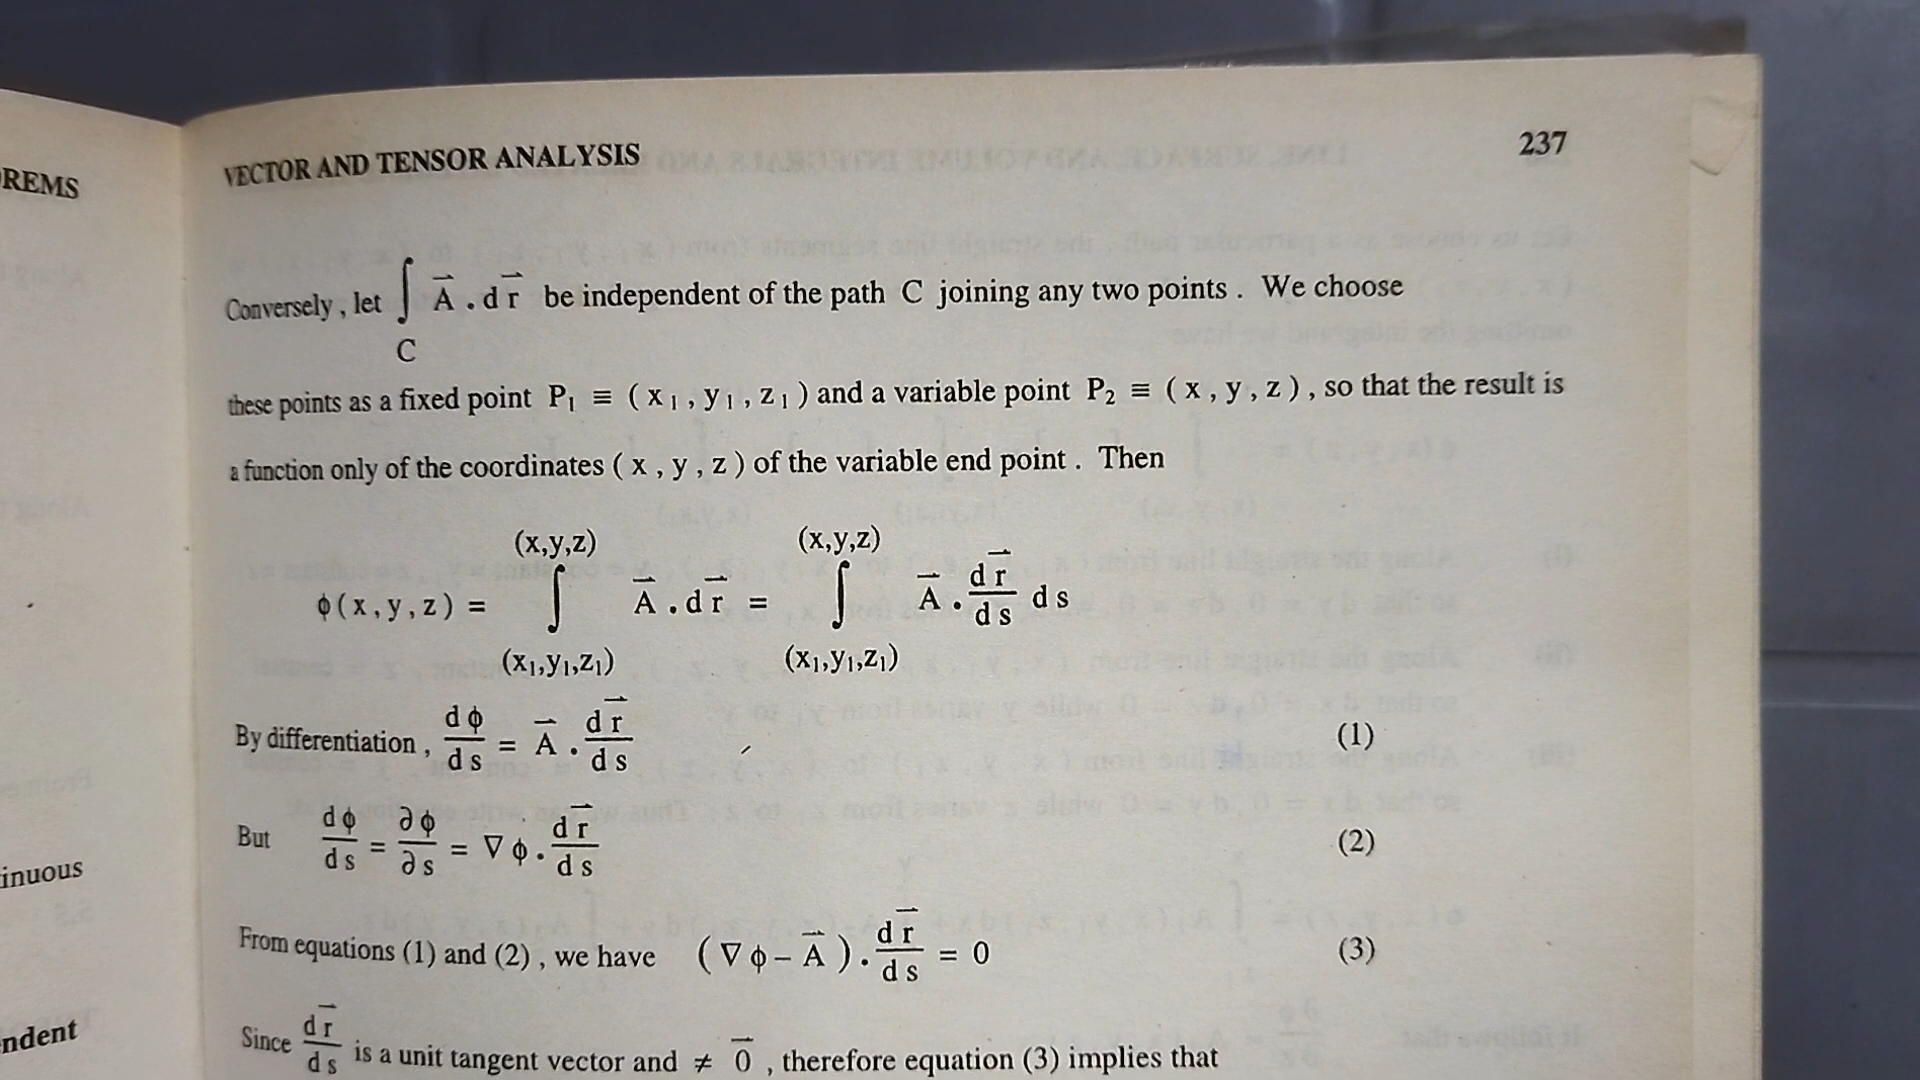 REMS
inuous
ndent
VECTOR AND TENSOR ANALYSIS 237
Conversely , let ∫ A⃗ . d r⃗ be independent of the path C joining any two points . We choose
C
these points as a fixed point P₁ ≡ ( x₁ , y₁ , z₁ ) and a variable point P₂ ≡ ( x , y , z ) , so that the result is
a function only of the coordinates ( x , y , z ) of the variable end point . Then
(x,y,z) (x,y,z)
ϕ ( x , y , z ) = ∫ A⃗ . d r⃗ = ∫ A⃗ . d r⃗ / d s d s
(x₁,y₁,z₁) (x₁,y₁,z₁)
By differentiation , d ϕ / d s = A⃗ . d r⃗ / d s (1)
But d ϕ / d s = ∂ ϕ / ∂ s = ∇ ϕ . d r⃗ / d s (2)
From equations (1) and (2) , we have ( ∇ ϕ – A⃗ ) . d r⃗ / d s = 0 (3)
Since d r⃗ / d s is a unit tangent vector and ≠ 0⃗ , therefore equation (3) implies that